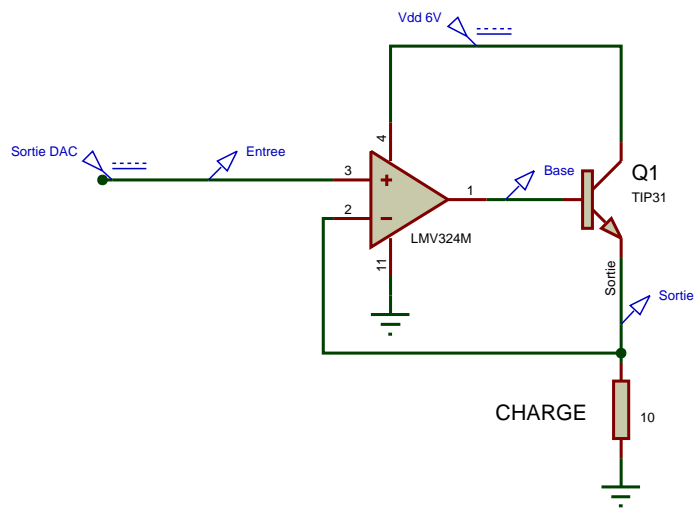 Vdd 6V
Sortie DAC
Entree
4
3
2
1
11
LMV324M
Base
Q1
TIP31
Sortie
Sortie
CHARGE
10